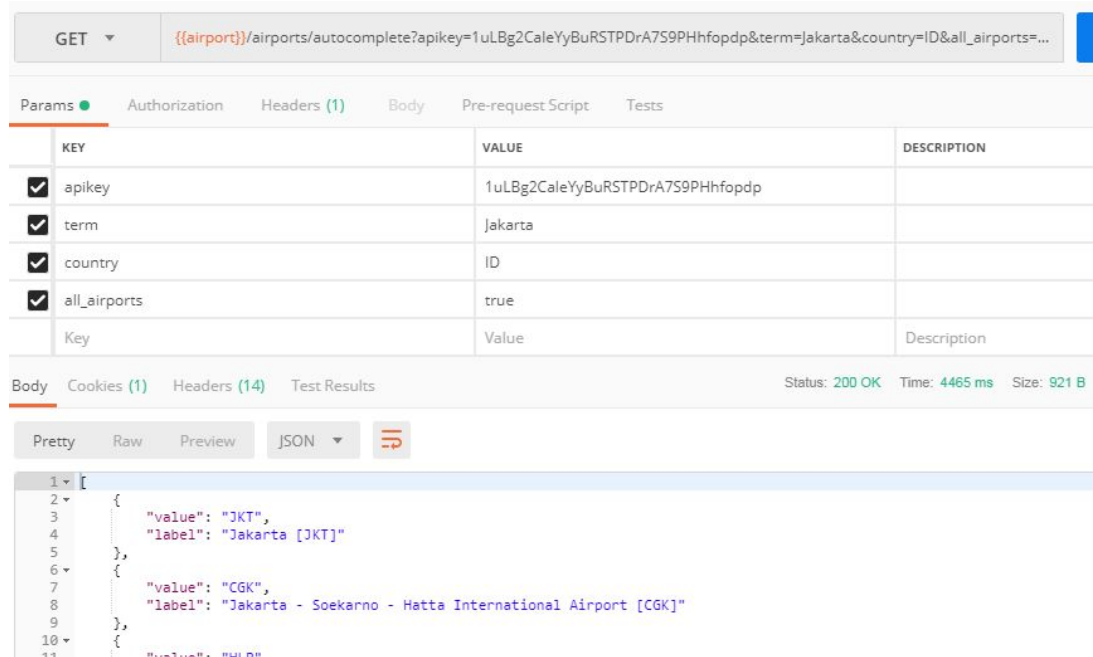 GET {{airport}}/airports/autocomplete?apikey=1uLBg2CaleYyBuRSTPDrA7S9PHhfopdp&term=Jakarta&country=ID&all_airports=...
Params Authorization Headers (1) Body Pre-request Script Tests
KEY VALUE DESCRIPTION
apikey 1uLBg2CaleYyBuRSTPDrA7S9PHhfopdp
term Jakarta
country ID
all_airports true
Key Value Description
Body Cookies (1) Headers (14) Test Results Status: 200 OK Time: 4465 ms Size: 921 B
Pretty Raw Preview JSON
1 [
2 {
3 "value": "JKT",
4 "label": "Jakarta [JKT]"
5 },
6 {
7 "value": "CGK",
8 "label": "Jakarta - Soekarno - Hatta International Airport [CGK]"
9 },
10 {
11 "value": "HLP"